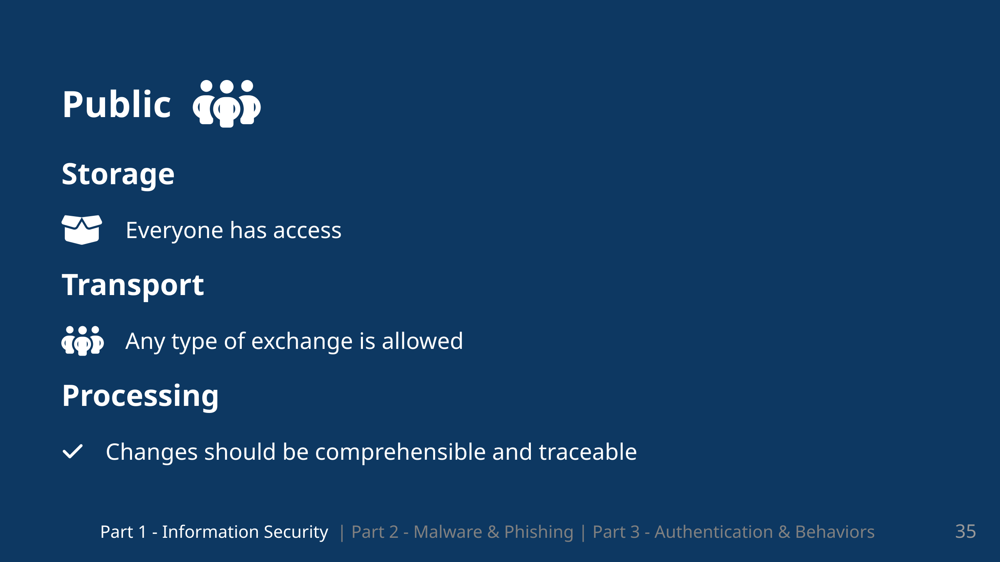 Public
Storage
Everyone has access
Transport
Any type of exchange is allowed
Processing
Changes should be comprehensible and traceable
Part 1 - Information Security | Part 2 - Malware & Phishing | Part 3 - Authentication & Behaviors 35